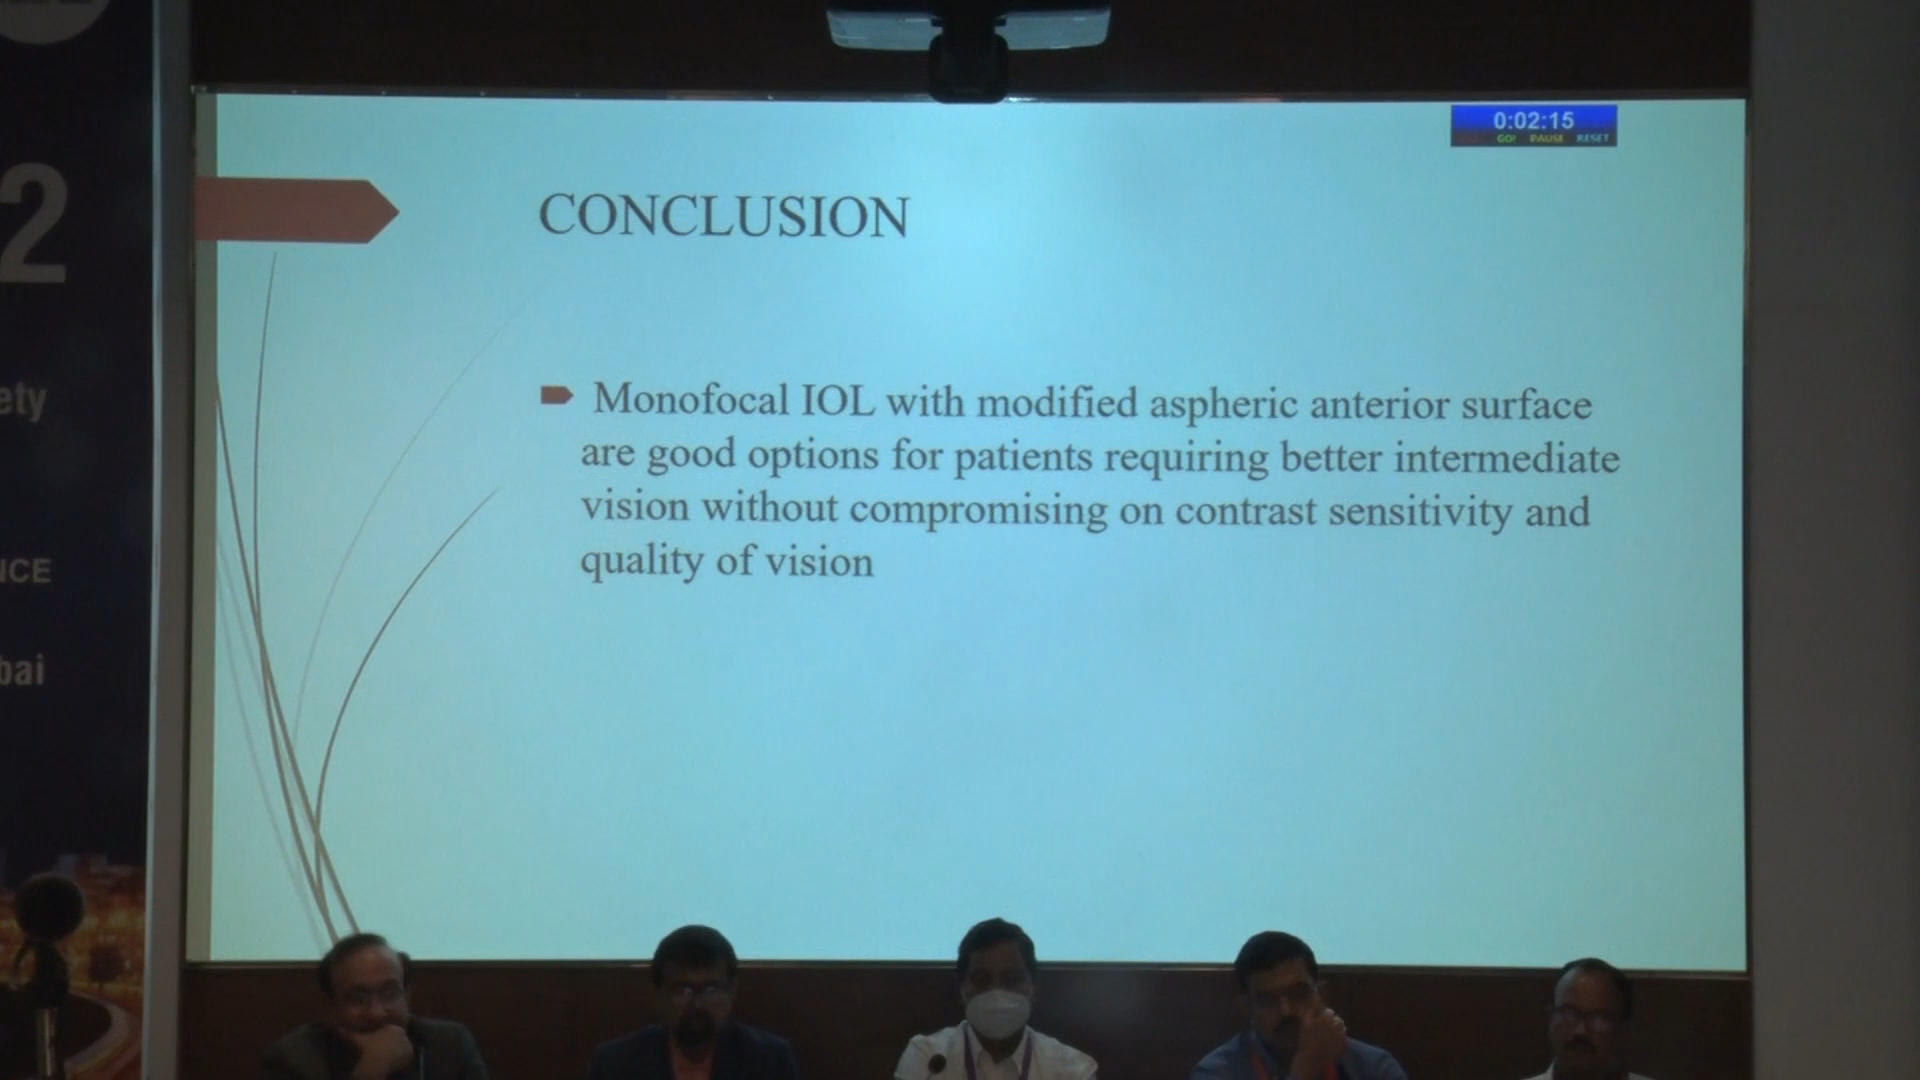 2
ety
NCE
bai
0:02:15
GO! PAUSE RESET
CONCLUSION
Monofocal IOL with modified aspheric anterior surface
are good options for patients requiring better intermediate
vision without compromising on contrast sensitivity and
quality of vision